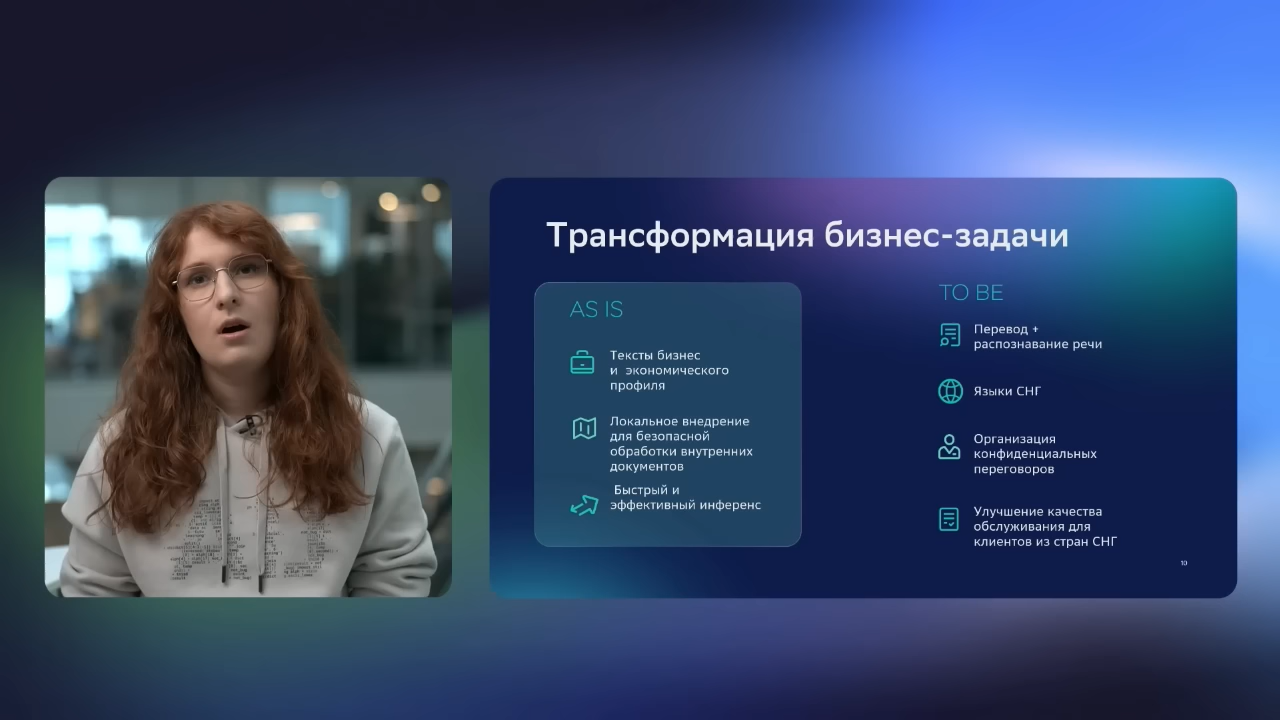 Трансформация бизнес-задачи
AS IS
Тексты бизнес
и экономического
профиля
Локальное внедрение
для безопасной
обработки внутренних
документов
Быстрый и
эффективный инференс
TO BE
Перевод +
распознавание речи
Языки СНГ
Организация
конфиденциальных
переговоров
Улучшение качества
обслуживания для
клиентов из стран СНГ
10